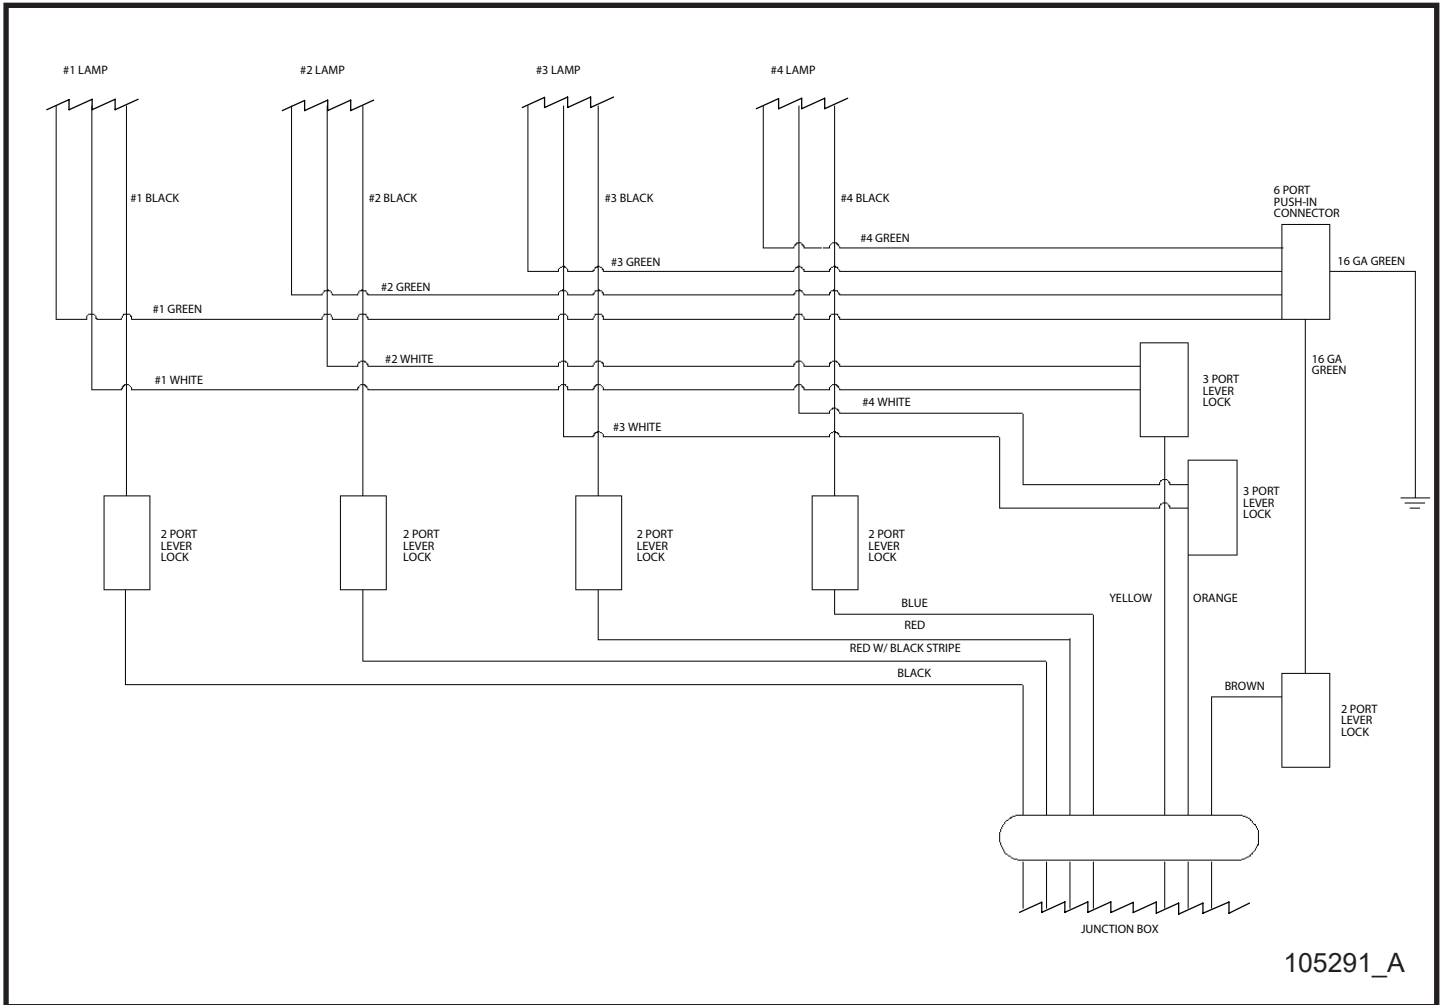 #1 LAMP
#2 LAMP
#3 LAMP
#4 LAMP
#1 BLACK
#2 BLACK
#3 BLACK
#4 BLACK
6 PORT
PUSH-IN
CONNECTOR
#4 GREEN
#3 GREEN
16 GA GREEN
#2 GREEN
#1 GREEN
#2 WHITE
16 GA
GREEN
#1 WHITE
3 PORT
LEVER
LOCK
#4 WHITE
#3 WHITE
3 PORT
LEVER
LOCK
2 PORT
LEVER
LOCK
2 PORT
LEVER
LOCK
2 PORT
LEVER
LOCK
2 PORT
LEVER
LOCK
BLUE
YELLOW
ORANGE
RED
RED W/ BLACK STRIPE
BLACK
BROWN
2 PORT
LEVER
LOCK
JUNCTION BOX
105291_A